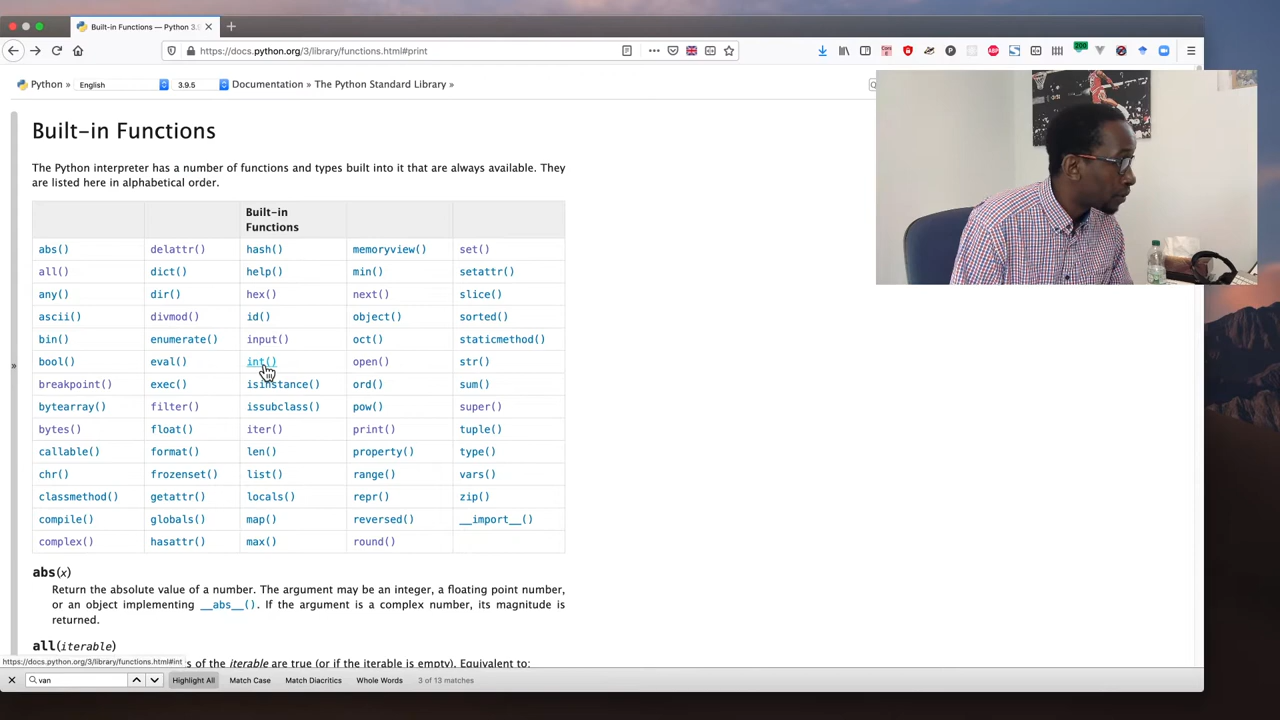 Built-in Functions — Python 3.9
https://docs.python.org/3/library/functions.html#print
200
ABP
Python » English 3.9.5 Documentation » The Python Standard Library »
Built-in Functions
The Python interpreter has a number of functions and types built into it that are always available. They
are listed here in alphabetical order.
Built-in
Functions
abs() delattr() hash() memoryview() set()
all() dict() help() min() setattr()
any() dir() hex() next() slice()
ascii() divmod() id() object() sorted()
bin() enumerate() input() oct() staticmethod()
bool() eval() int() open() str()
breakpoint() exec() isinstance() ord() sum()
bytearray() filter() issubclass() pow() super()
bytes() float() iter() print() tuple()
callable() format() len() property() type()
chr() frozenset() list() range() vars()
classmethod() getattr() locals() repr() zip()
compile() globals() map() reversed() __import__()
complex() hasattr() max() round()
abs(x)
Return the absolute value of a number. The argument may be an integer, a floating point number,
or an object implementing __abs__(). If the argument is a complex number, its magnitude is
returned.
all(iterable)
https://docs.python.org/3/library/functions.html#int
s of the iterable are true (or if the iterable is empty). Equivalent to:
van Highlight All Match Case Match Diacritics Whole Words 3 of 13 matches